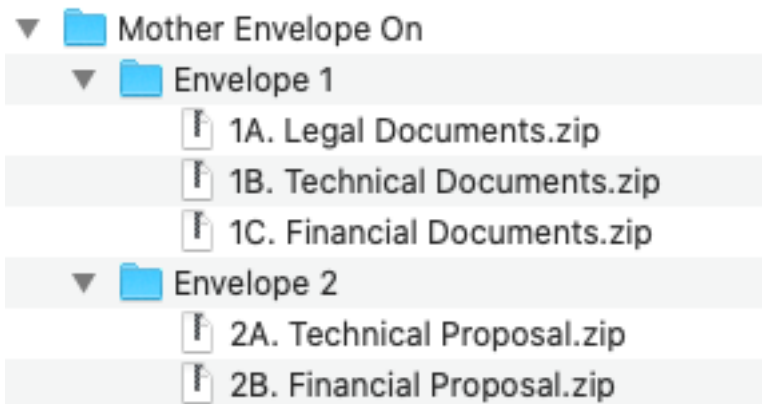 Mother Envelope On
Envelope 1
1A. Legal Documents.zip
1B. Technical Documents.zip
1C. Financial Documents.zip
Envelope 2
2A. Technical Proposal.zip
2B. Financial Proposal.zip